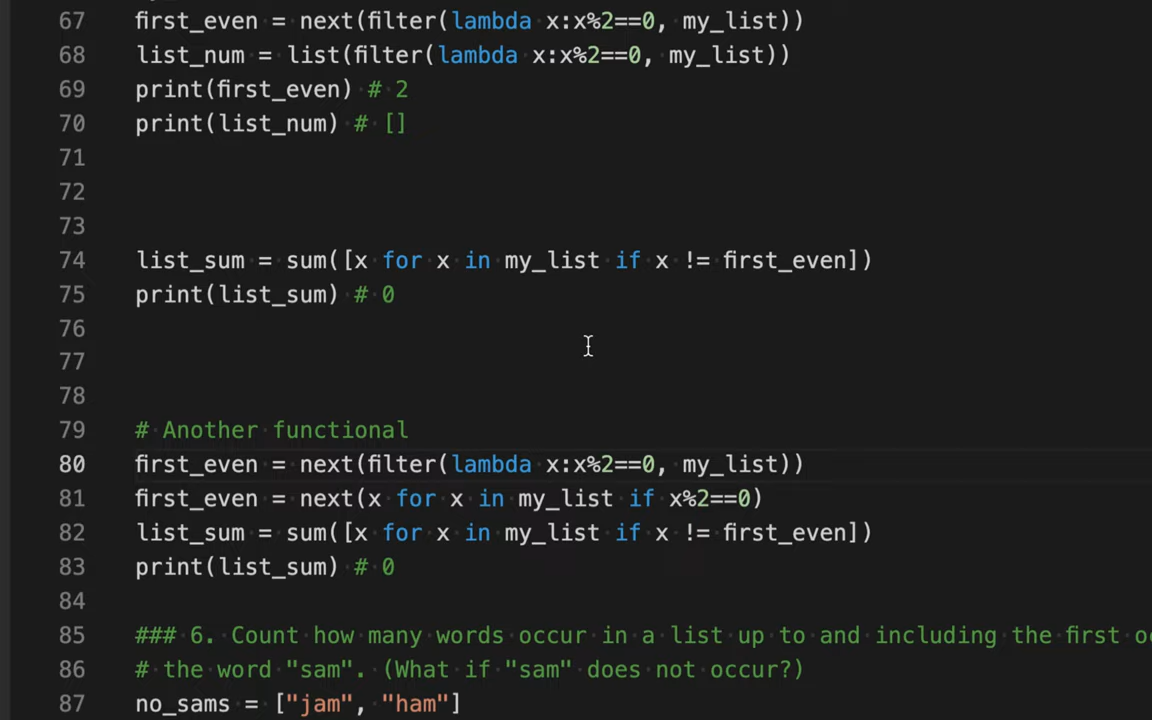 67 first_even = next(filter(lambda x:x%2==0, my_list))
68 list_num = list(filter(lambda x:x%2==0, my_list))
69 print(first_even) # 2
70 print(list_num) # []
71
72
73
74 list_sum = sum([x for x in my_list if x != first_even])
75 print(list_sum) # 0
76
77
78
79 # Another functional
80 first_even = next(filter(lambda x:x%2==0, my_list))
81 first_even = next(x for x in my_list if x%2==0)
82 list_sum = sum([x for x in my_list if x != first_even])
83 print(list_sum) # 0
84
85 ### 6. Count how many words occur in a list up to and including the first
86 # the word "sam". (What if "sam" does not occur?)
87 no_sams = ["jam", "ham"]